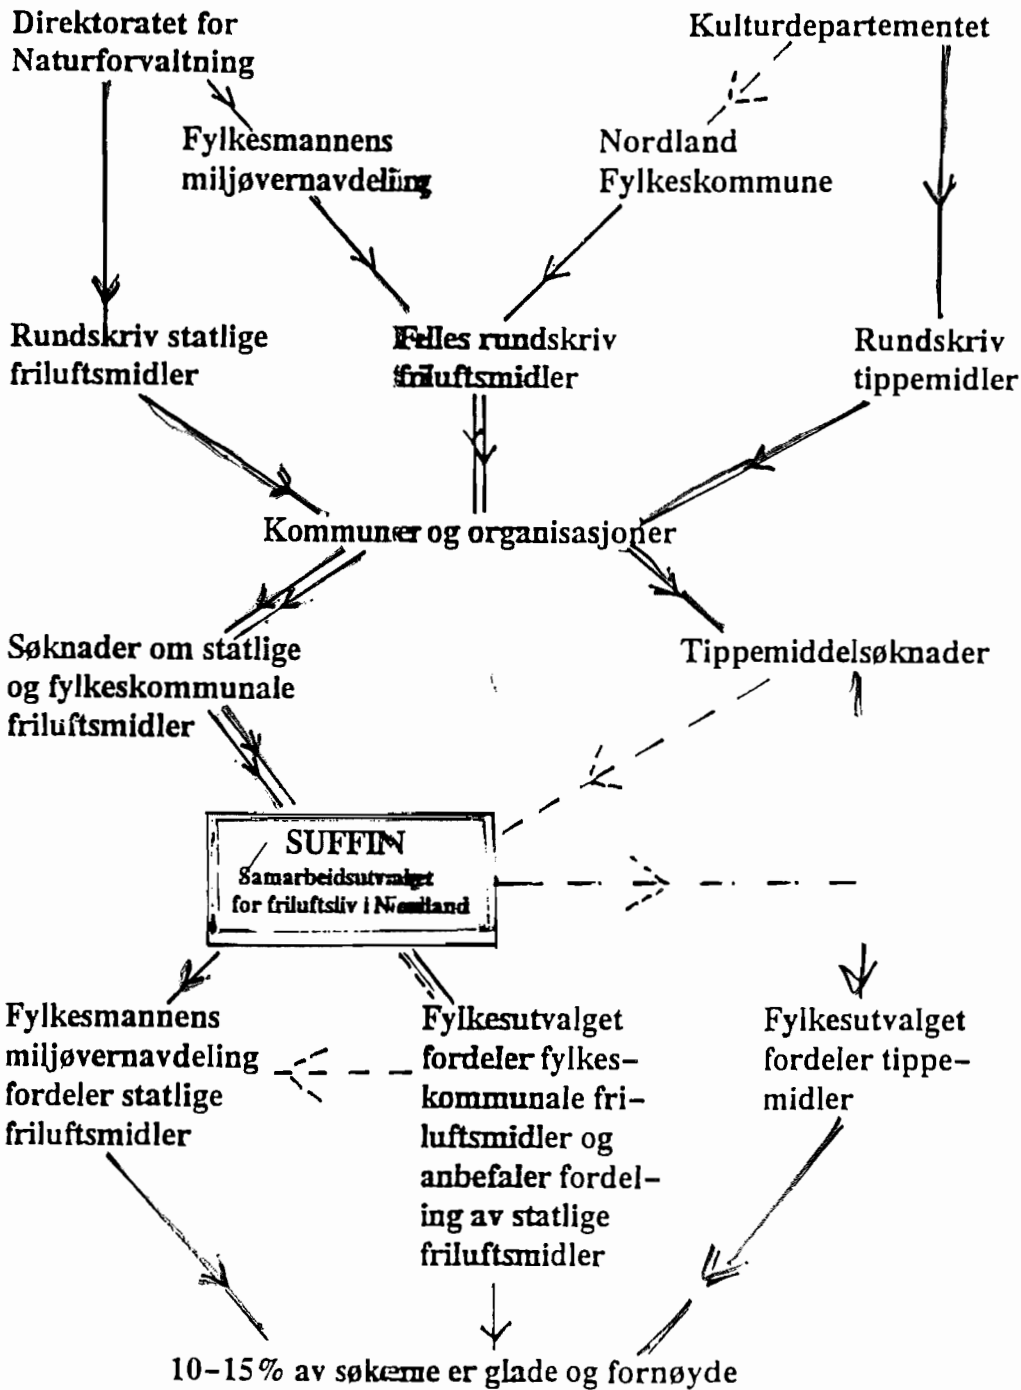 Direktoratet for
Naturforvaltning
Kulturdepartementet
Fylkesmannens
miljøvernavdeling
Nordland
Fylkeskommune
Rundskriv statlige
friluftsmidler
Felles rundskriv
friluftsmidler
Rundskriv
tippemidler
Kommuner og organisasjoner
Søknader om statlige
og fylkeskommunale
friluftsmidler
Tippemiddelsøknader
SUFFIN
Samarbeidsutvalget
for friluftsliv i Nordland
Fylkesmannens
miljøvernavdeling
fordeler statlige
friluftsmidler
Fylkesutvalget
fordeler fylkes-
kommunale fri-
luftsmidler og
anbefaler fordel-
ing av statlige
friluftsmidler
Fylkesutvalget
fordeler tippe-
midler
10-15% av søkerne er glade og fornøyde